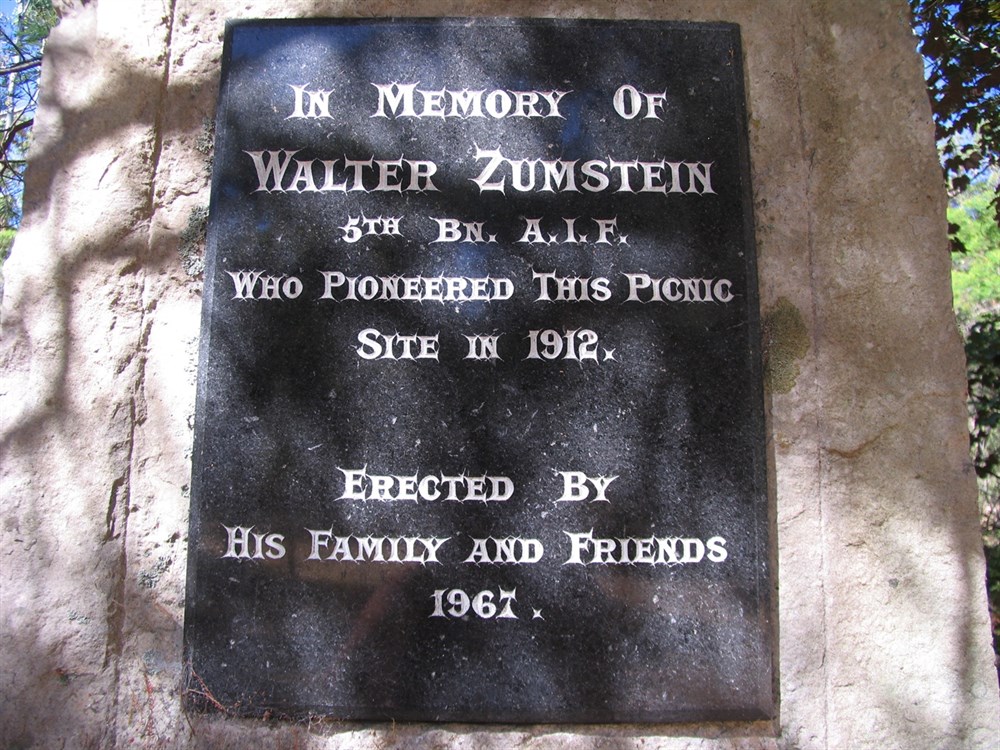 In Memory Of
Walter Zumstein
5th Bn. A.I.F.
Who Pioneered This Picnic
Site in 1912.
Erected By
His Family and Friends
1967.